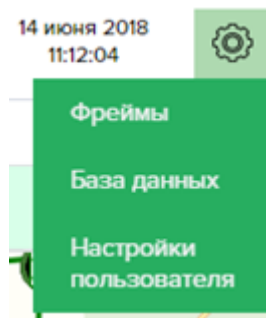 14 июня 2018
11:12:04
Фреймы
База данных
Настройки
пользователя